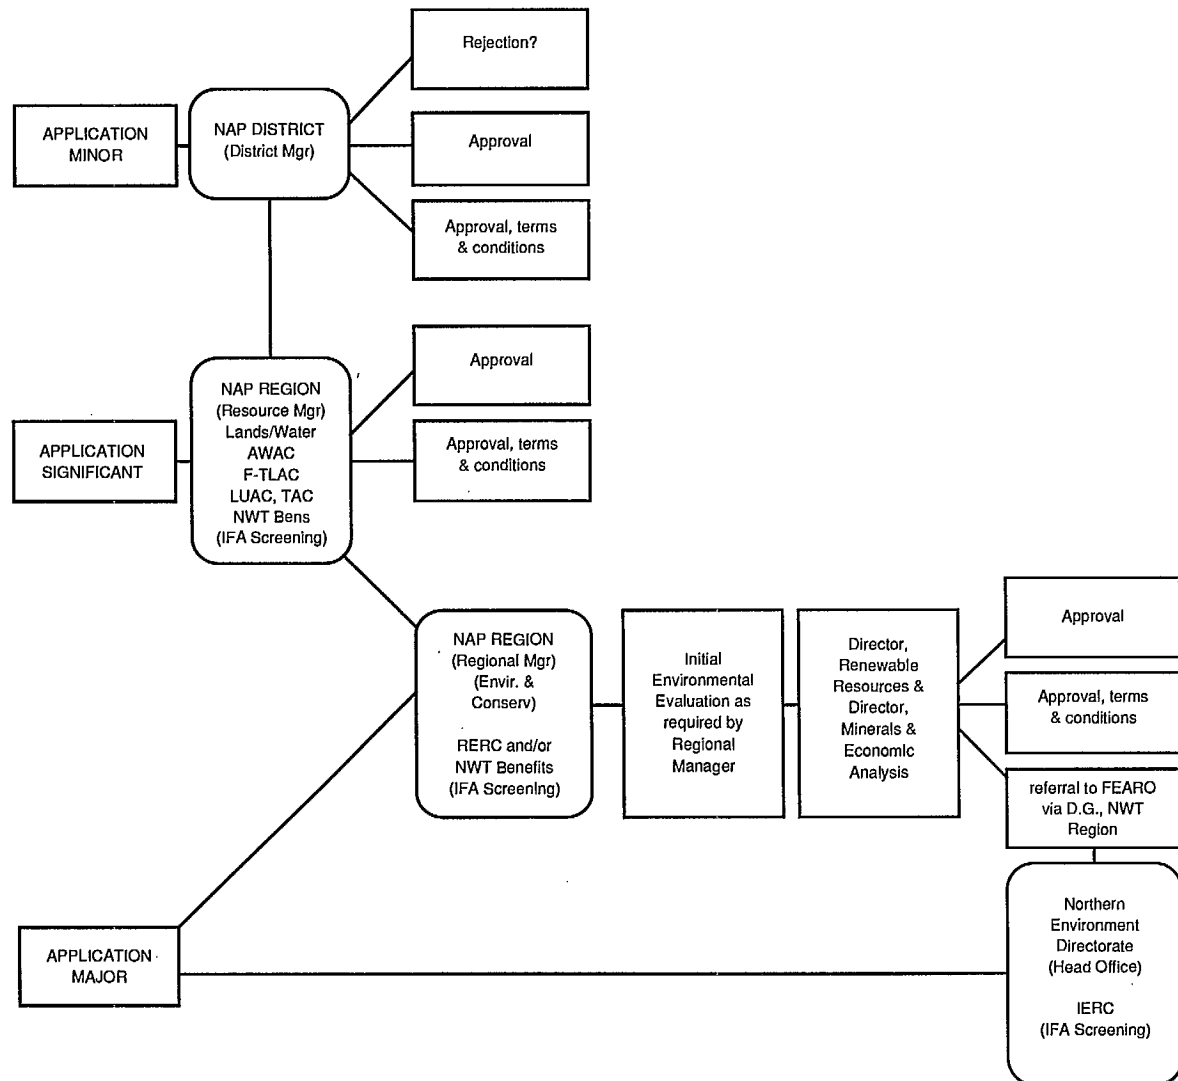 Rejection?
APPLICATION
MINOR
NAP DISTRICT
(District Mgr)
Approval
Approval, terms
& conditions
Approval
NAP REGION
(Resource Mgr)
Lands/Water
AWAC
F-TLAC
LUAC, TAC
NWT Bens
(IFA Screening)
APPLICATION
SIGNIFICANT
Approval, terms
& conditions
NAP REGION
(Regional Mgr)
(Envir. &
Conserv)
RERC and/or
NWT Benefits
(IFA Screening)
Initial
Environmental
Evaluation as
required by
Regional
Manager
Director,
Renewable
Resources &
Director,
Minerals &
Economic
Analysis
Approval
Approval, terms
& conditions
referral to FEARO
via D.G., NWT
Region
APPLICATION
MAJOR
Northern
Environment
Directorate
(Head Office)
IERC
(IFA Screening)